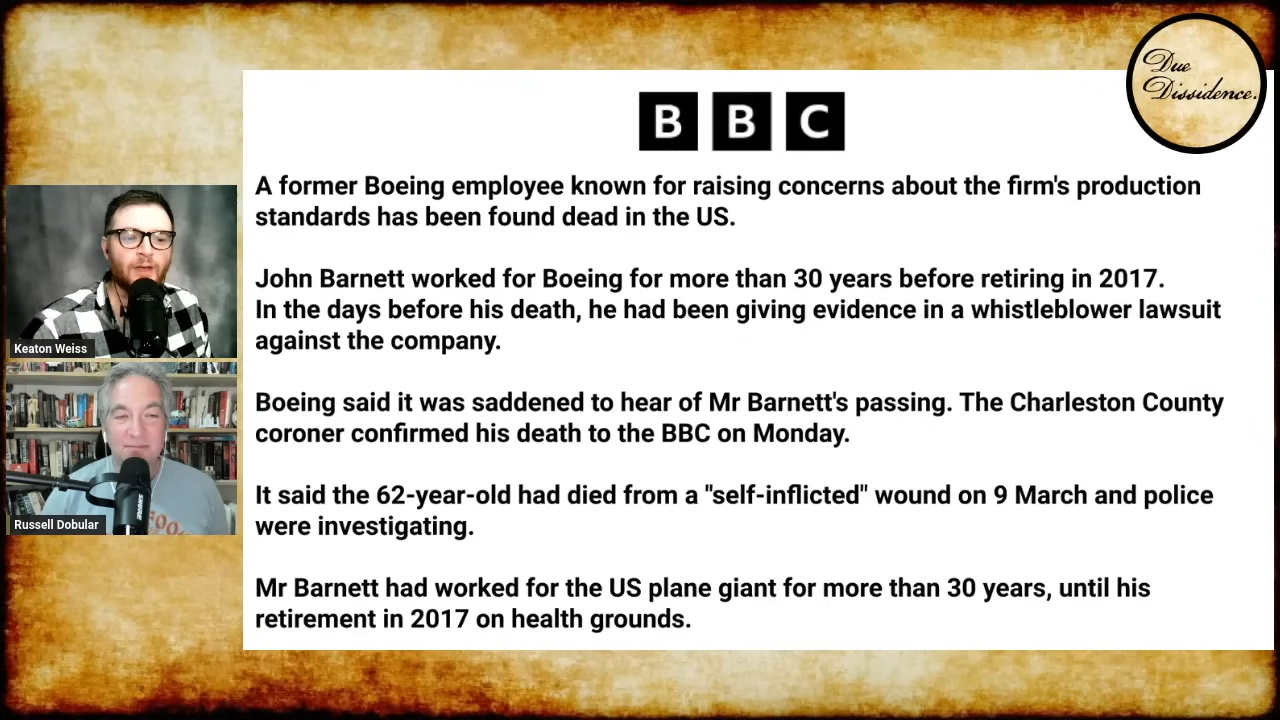 Due
Dissidence.
B B C
A former Boeing employee known for raising concerns about the firm's production
standards has been found dead in the US.
John Barnett worked for Boeing for more than 30 years before retiring in 2017.
In the days before his death, he had been giving evidence in a whistleblower lawsuit
against the company.
Boeing said it was saddened to hear of Mr Barnett's passing. The Charleston County
coroner confirmed his death to the BBC on Monday.
It said the 62-year-old had died from a "self-inflicted" wound on 9 March and police
were investigating.
Mr Barnett had worked for the US plane giant for more than 30 years, until his
retirement in 2017 on health grounds.
Keaton Weiss
Russell Dobular